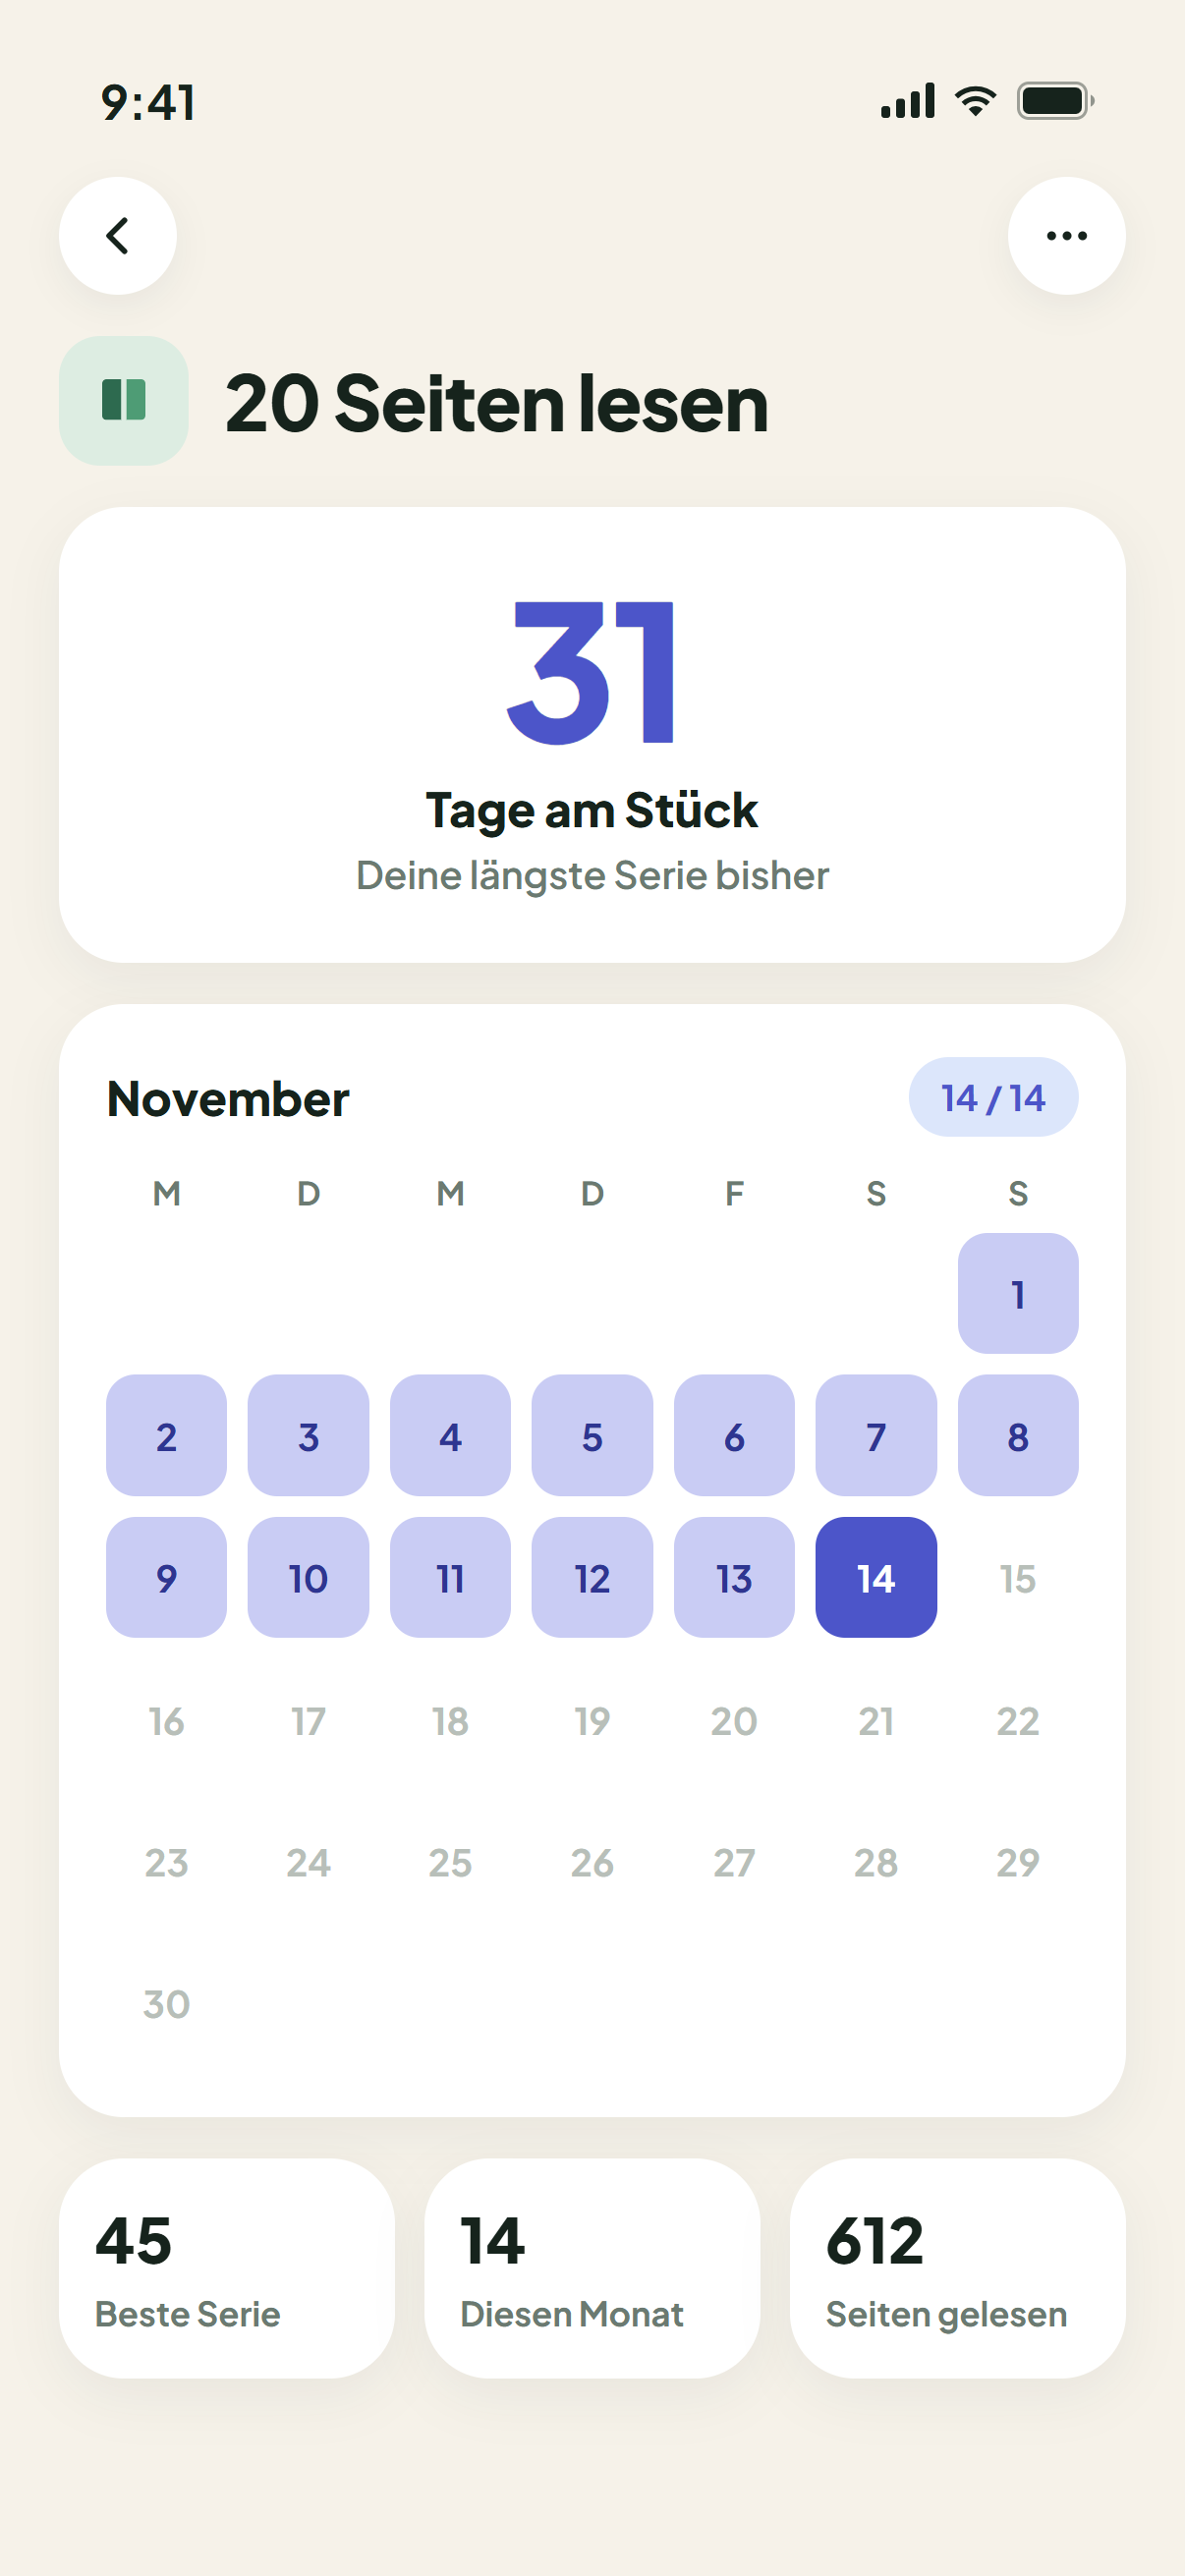 9:41
20 Seiten lesen
31
Tage am Stück
Deine längste Serie bisher
November 14 / 14
M D M D F S S
1
2 3 4 5 6 7 8
9 10 11 12 13 14 15
16 17 18 19 20 21 22
23 24 25 26 27 28 29
30
45
Beste Serie
14
Diesen Monat
612
Seiten gelesen